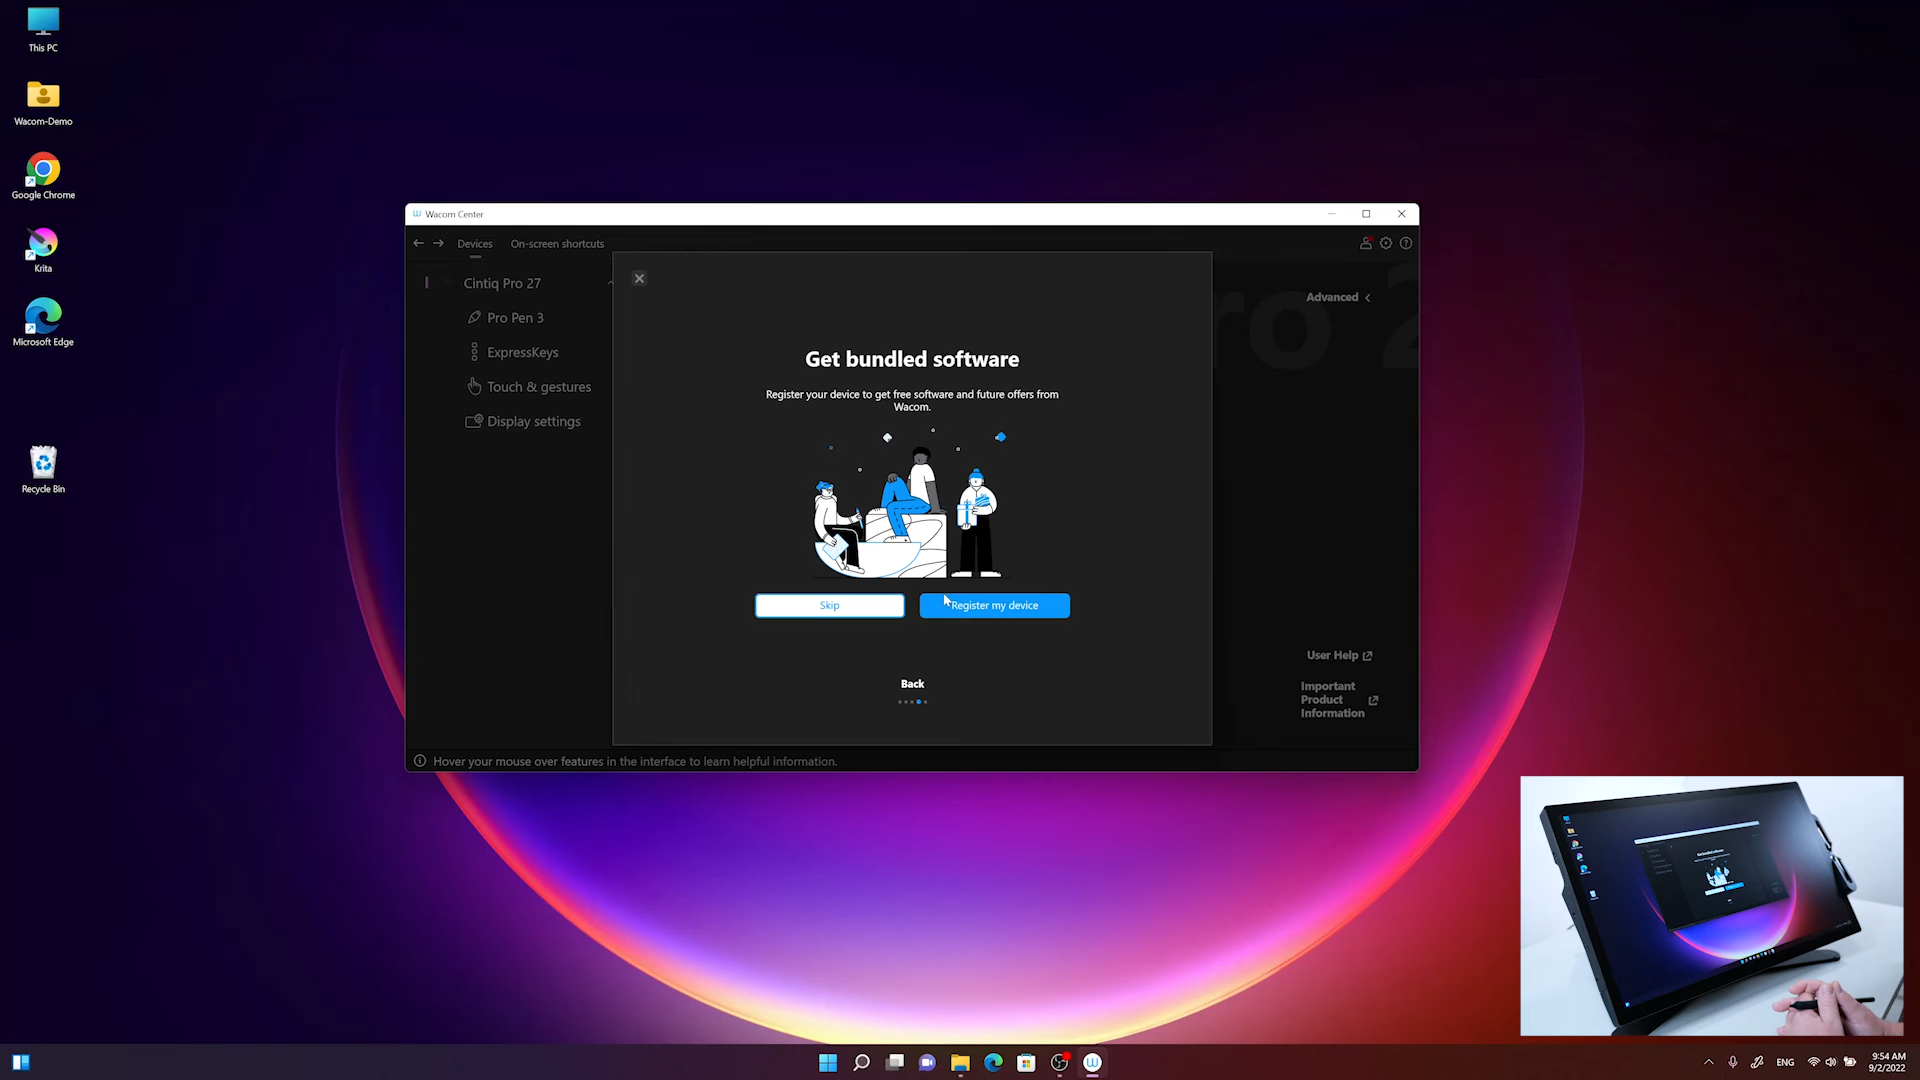 This PC
Wacom-Demo
Google Chrome
Krita
Microsoft Edge
Recycle Bin
Wacom Center
Devices
On-screen shortcuts
Cintiq Pro 27
Pro Pen 3
ExpressKeys
Touch & gestures
Display settings
Get bundled software
Register your device to get free software and future offers from
Wacom.
Skip
Register my device
Back
ro 2
Advanced
User Help
Important
Product
Information
Hover your mouse over features in the interface to learn helpful information.
ENG
9:54 AM
9/2/2022